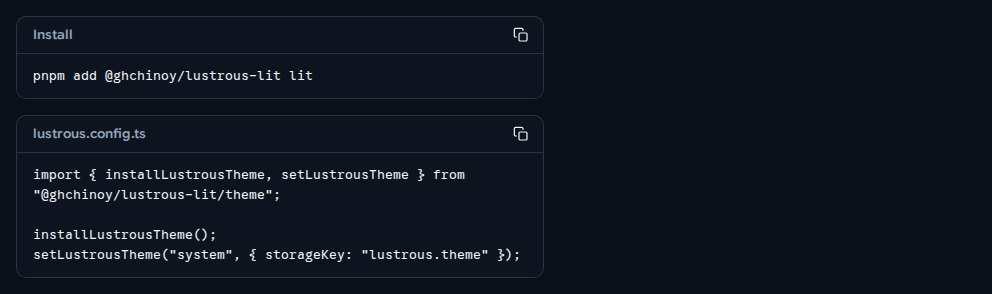 Install
pnpm add @ghchinoy/lustrous-lit lit
lustrous.config.ts
import { installLustrousTheme, setLustrousTheme } from
"@ghchinoy/lustrous-lit/theme";
installLustrousTheme();
setLustrousTheme("system", { storageKey: "lustrous.theme" });